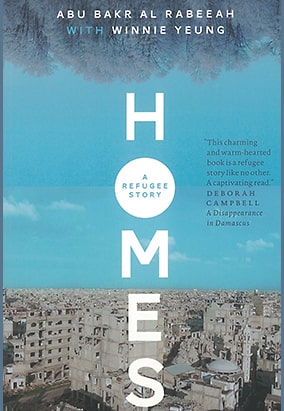 ABU BAKR AL RABEEAH
WITH WINNIE YEUNG
HOMES
A
REFUGEE
STORY
"This charming
and warm-hearted
book is a refugee
story like no other.
A captivating read."
DEBORAH
CAMPBELL
A Disappearance
in Damascus